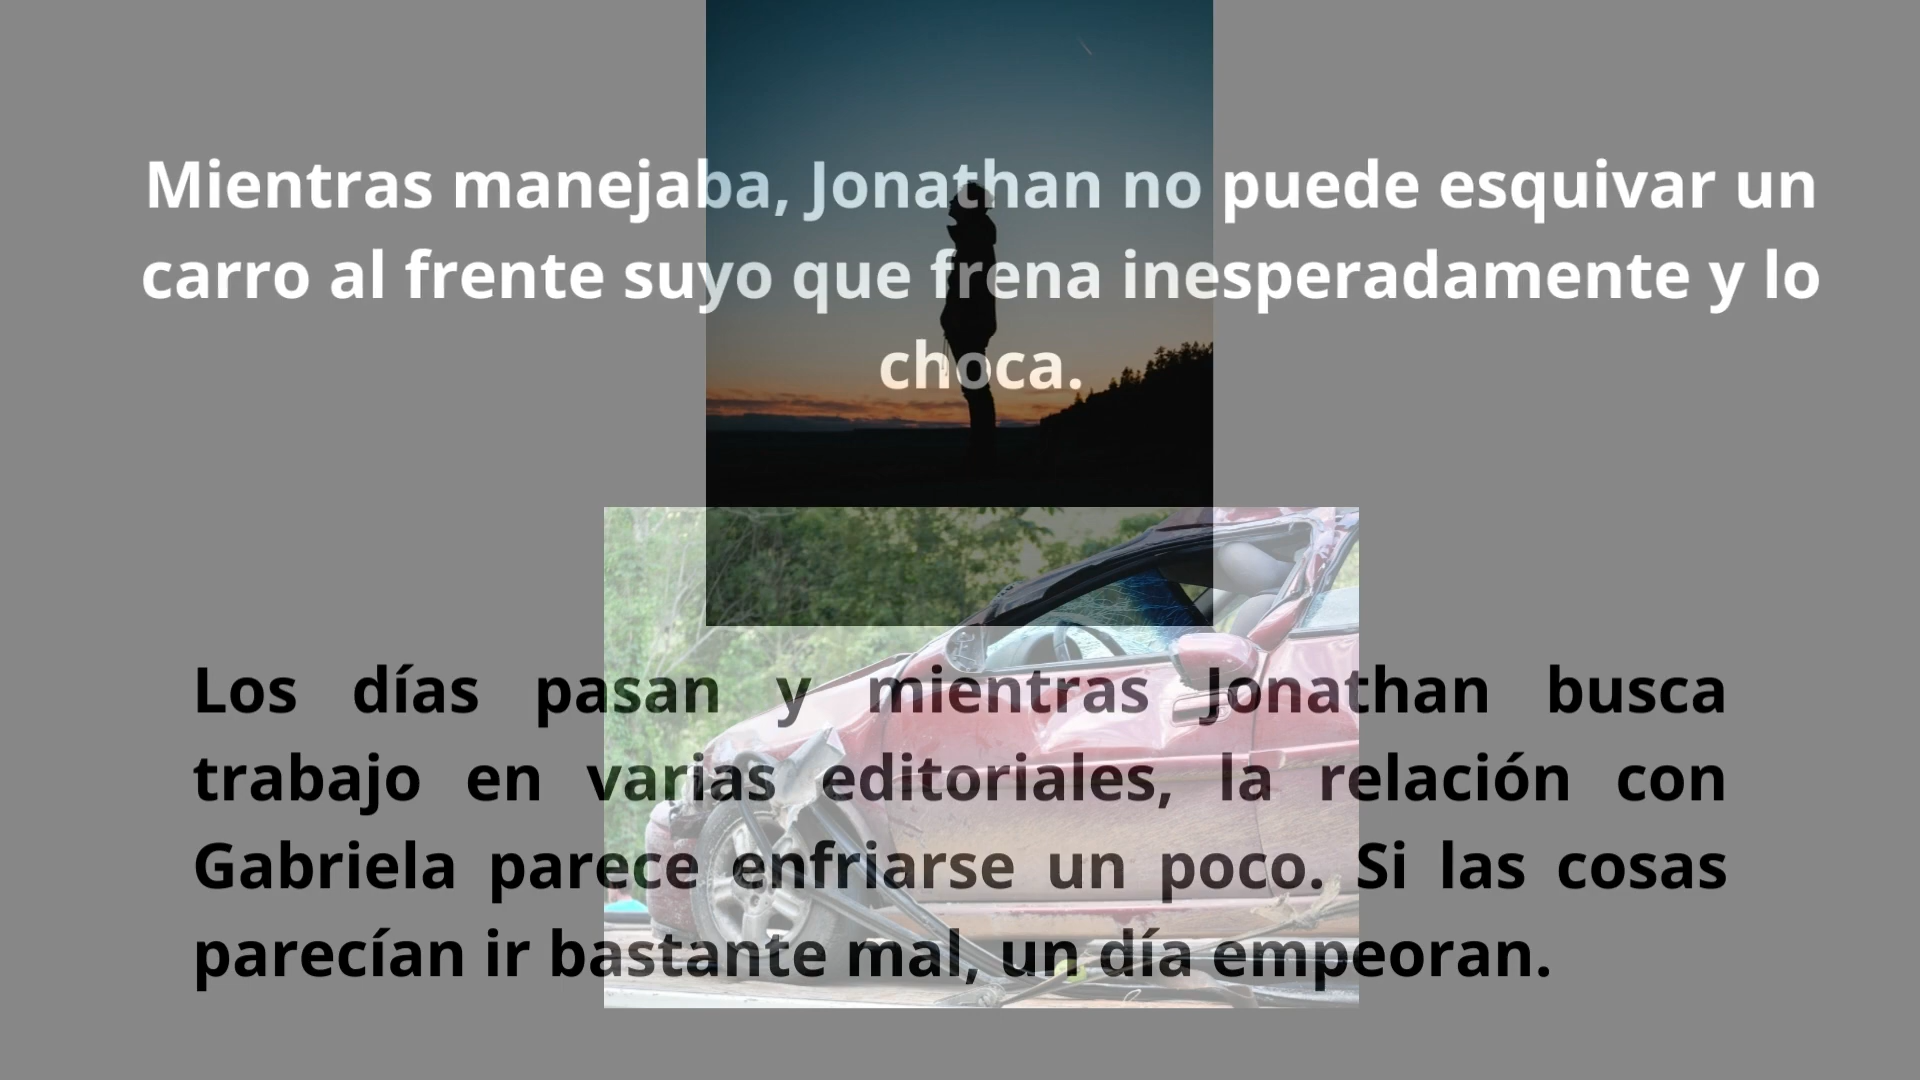 Mientras manejaba, Jonathan no puede esquivar un
carro al frente suyo que frena inesperadamente y lo
choca.
Los días pasan y mientras Jonathan busca
trabajo en varias editoriales, la relación con
Gabriela parece enfriarse un poco. Si las cosas
parecían ir bastante mal, un día empeoran.